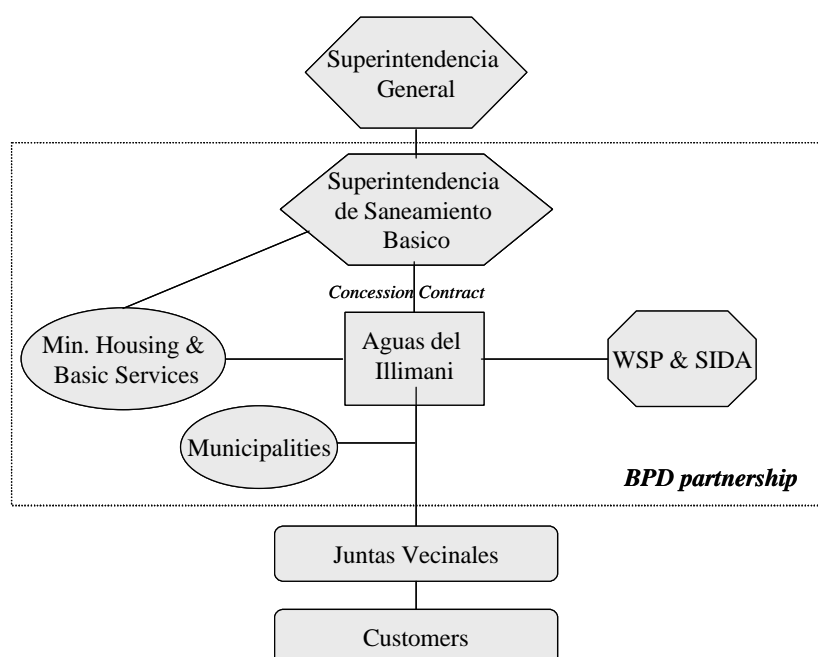 Superintendencia
General
Superintendencia
de Saneamiento
Basico
Concession Contract
Min. Housing &
Basic Services
Aguas del
Illimani
WSP & SIDA
Municipalities
BPD partnership
Juntas Vecinales
Customers